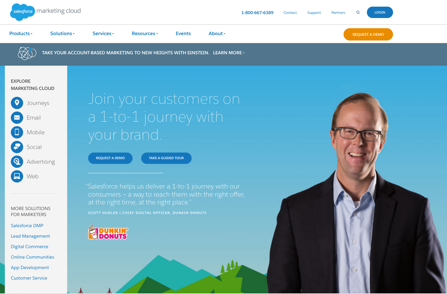 salesforce marketing cloud
1-800-667-6389 Contact Support Partners LOGIN
Products Solutions Services Resources Events About REQUEST A DEMO
TAKE YOUR ACCOUNT-BASED MARKETING TO NEW HEIGHTS WITH EINSTEIN. LEARN MORE
EXPLORE
MARKETING CLOUD
Journeys
Email
Mobile
Social
Advertising
Web
MORE SOLUTIONS
FOR MARKETERS
Salesforce DMP
Lead Management
Digital Commerce
Online Communities
App Development
Customer Service
Join your customers on
a 1-to-1 journey with
your brand.
REQUEST A DEMO TAKE A GUIDED TOUR
"Salesforce helps us deliver a 1-to-1 journey with our
consumers – a way to reach them with the right offer,
at the right time, at the right place."
SCOTT HUDLER | CHIEF DIGITAL OFFICER, DUNKIN' DONUTS
DUNKIN'
DONUTS